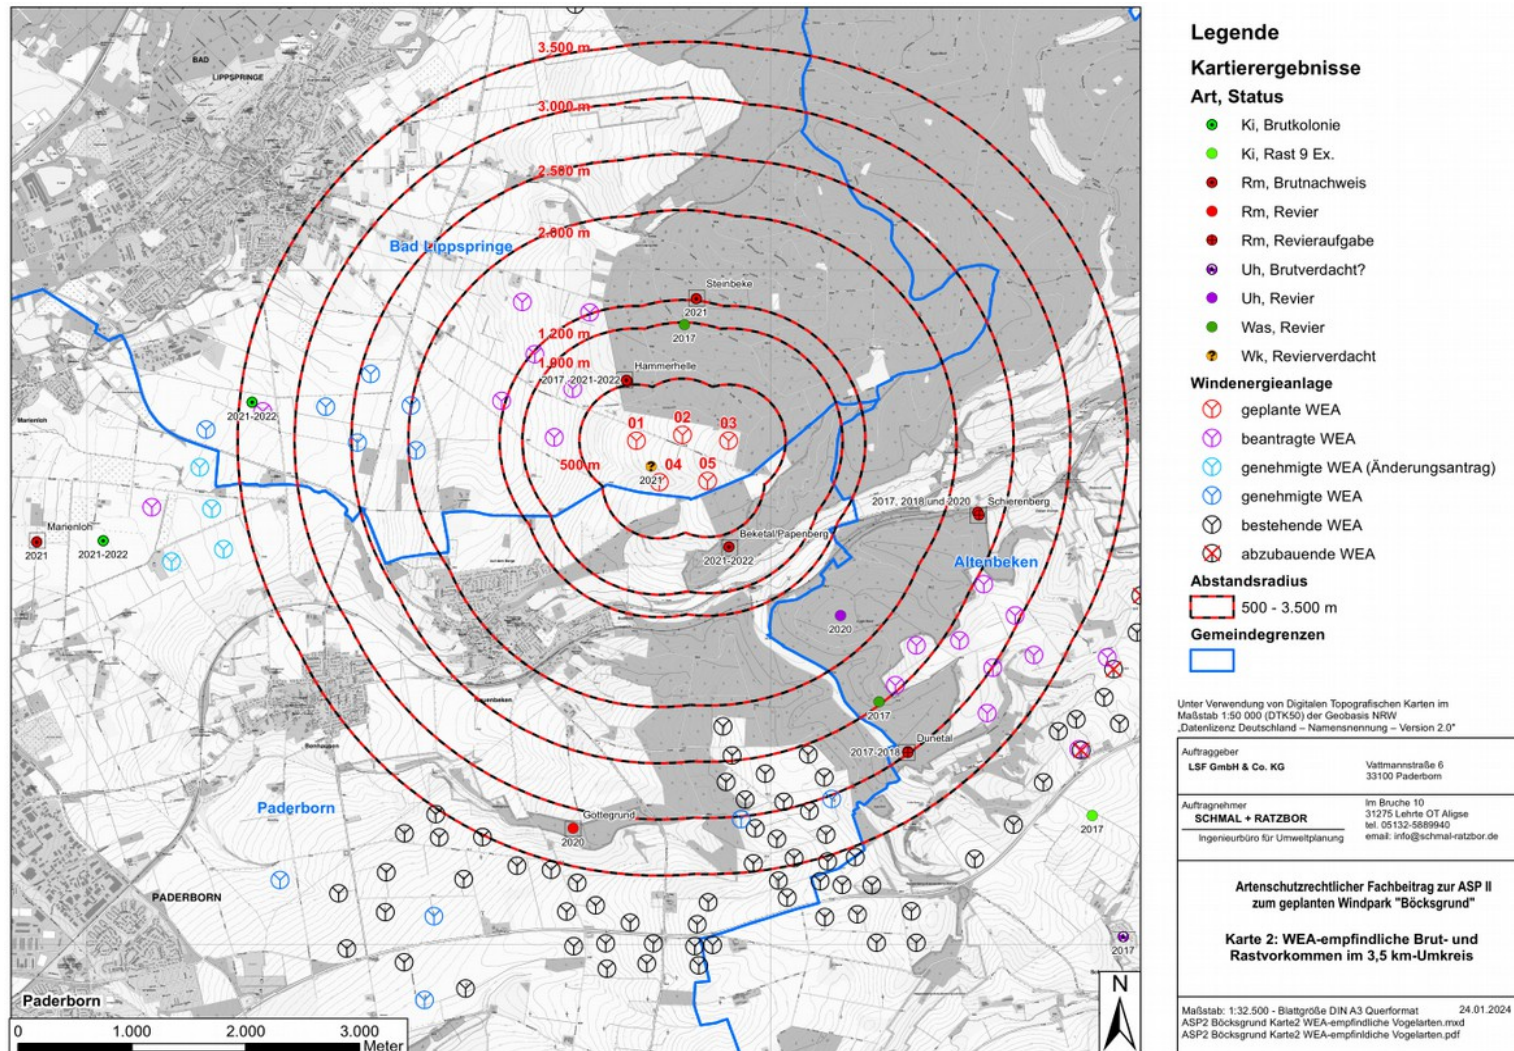 3.500 m
BAD
LIPPSPRINGE
3.000 m
2.500 m
2.000 m
Bad Lippspringe
Steinbeke
2021
2017
1.200 m
1.000 m
Hammerhelle
2017, 2021-2022
2021-2022
Marienloh
01
02
03
500 m
04
05
2021
2017, 2018 und 2020
Schierenberg
Marienloh
2021
2021-2022
Beketal/Papenberg
2021-2022
Altenbeken
2020
2017
Dunetal
2017-2018
Neuenbeken
Benhausen
Paderborn
Gottegrund
2020
2017
PADERBORN
2017
Paderborn
N
0
1.000
2.000
3.000
Meter
Legende
Kartierergebnisse
Art, Status
Ki, Brutkolonie
Ki, Rast 9 Ex.
Rm, Brutnachweis
Rm, Revier
Rm, Revieraufgabe
Uh, Brutverdacht?
Uh, Revier
Was, Revier
Wk, Revierverdacht
Windenergieanlage
geplante WEA
beantragte WEA
genehmigte WEA (Änderungsantrag)
genehmigte WEA
bestehende WEA
abzubauende WEA
Abstandsradius
500 - 3.500 m
Gemeindegrenzen
Unter Verwendung von Digitalen Topografischen Karten im
Maßstab 1:50 000 (DTK50) der Geobasis NRW
„Datenlizenz Deutschland – Namensnennung – Version 2.0"
Auftraggeber
LSF GmbH & Co. KG
Vattmannstraße 6
33100 Paderborn
Auftragnehmer
SCHMAL + RATZBOR
Ingenieurbüro für Umweltplanung
Im Bruche 10
31275 Lehrte OT Aligse
tel. 05132-5889940
email: info@schmal-ratzbor.de
Artenschutzrechtlicher Fachbeitrag zur ASP II
zum geplanten Windpark "Böcksgrund"
Karte 2: WEA-empfindliche Brut- und
Rastvorkommen im 3,5 km-Umkreis
Maßstab: 1:32.500 - Blattgröße DIN A3 Querformat
24.01.2024
ASP2 Böcksgrund Karte2 WEA-empfindliche Vogelarten.mxd
ASP2 Böcksgrund Karte2 WEA-empfinldiche Vogelarten.pdf